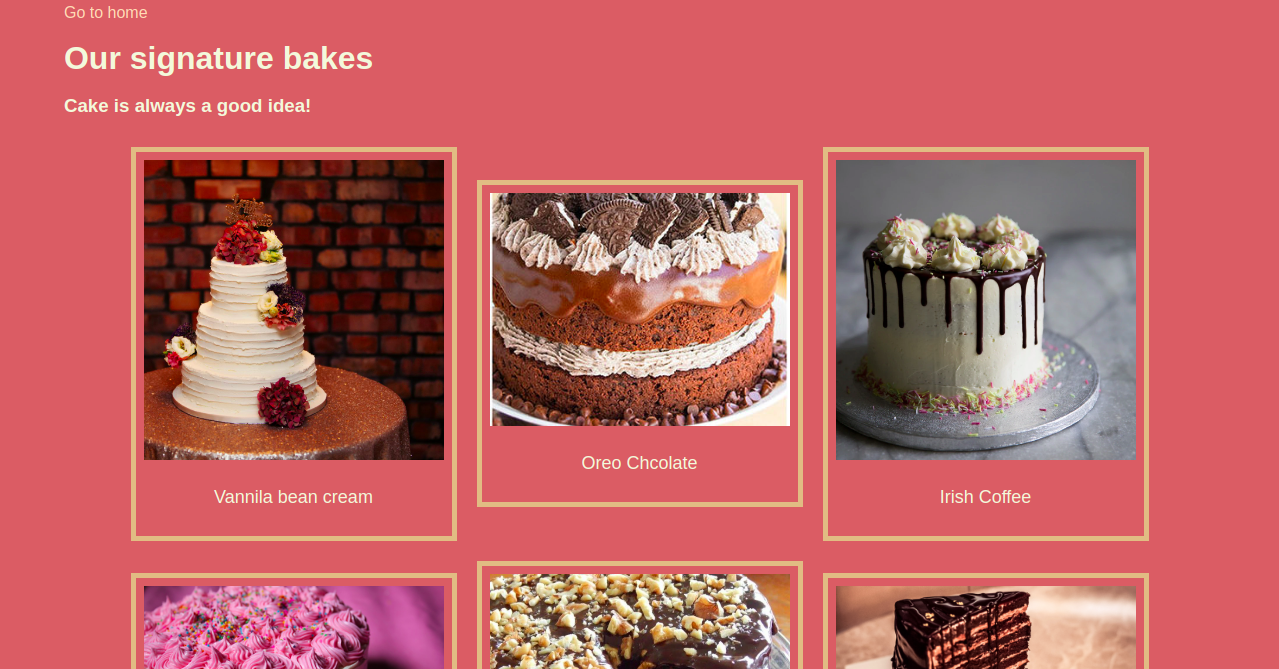 Go to home
Our signature bakes
Cake is always a good idea!
Vannila bean cream
Oreo Chcolate
Irish Coffee